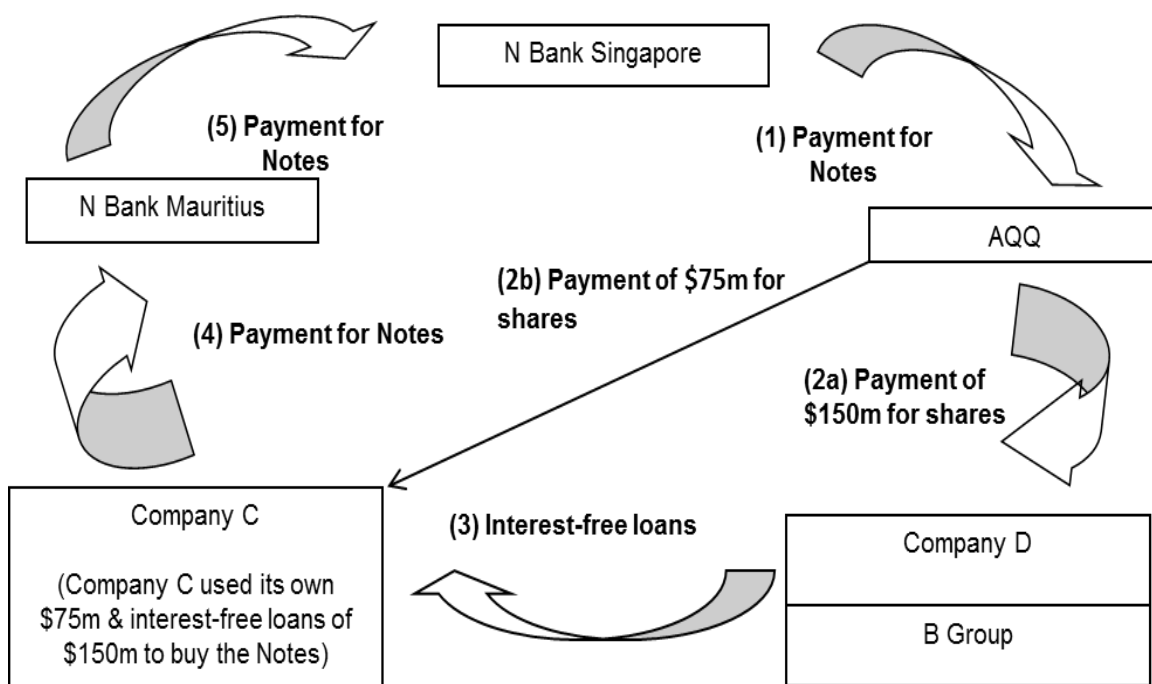 N Bank Singapore
(5) Payment for
Notes
(1) Payment for
Notes
N Bank Mauritius
AQQ
(2b) Payment of $75m for
shares
(4) Payment for Notes
(2a) Payment of
$150m for shares
Company C
(Company C used its own
$75m & interest-free loans of
$150m to buy the Notes)
(3) Interest-free loans
Company D
B Group